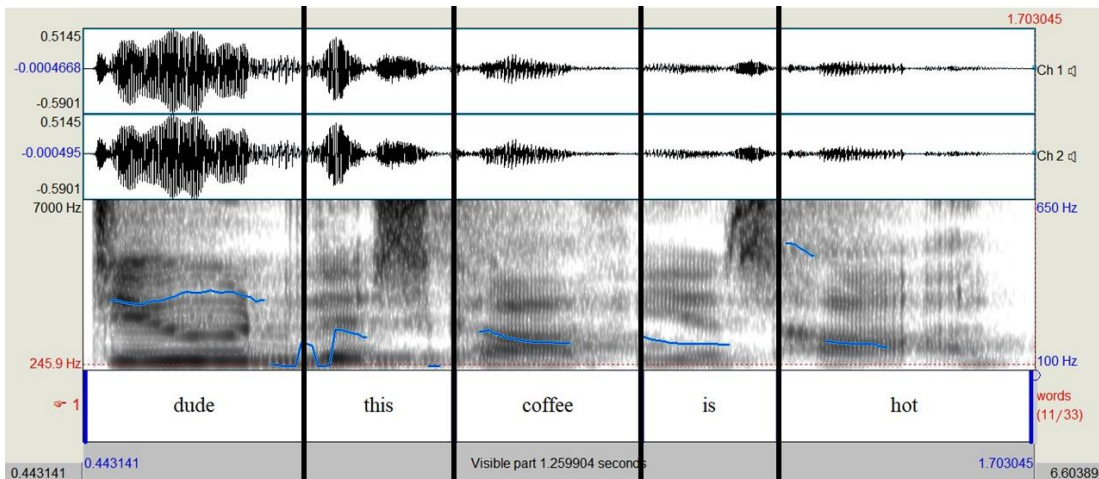 1.703045
0.5145
-0.0004668
-0.5901
Ch 1
0.5145
-0.000495
-0.5901
Ch 2
7000 Hz
650 Hz
245.9 Hz
100 Hz
1
dude
this
coffee
is
hot
words
(11/33)
0.443141
0.443141
Visible part 1.259904 seconds
1.703045
6.60389